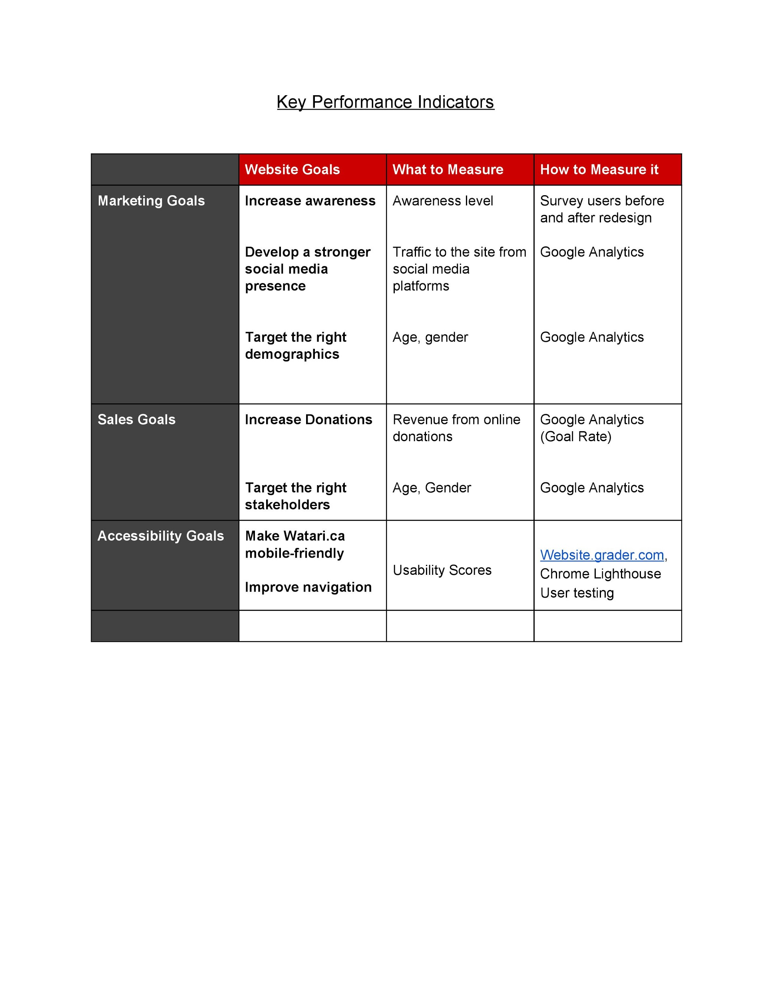 Key Performance Indicators
Website Goals
What to Measure
How to Measure it
Marketing Goals
Increase awareness
Awareness level
Survey users before
and after redesign
Develop a stronger
social media
presence
Traffic to the site from
social media
platforms
Google Analytics
Target the right
demographics
Age, gender
Google Analytics
Sales Goals
Increase Donations
Revenue from online
donations
Google Analytics
(Goal Rate)
Target the right
stakeholders
Age, Gender
Google Analytics
Accessibility Goals
Make Watari.ca
mobile-friendly
Improve navigation
Usability Scores
Website.grader.com,
Chrome Lighthouse
User testing